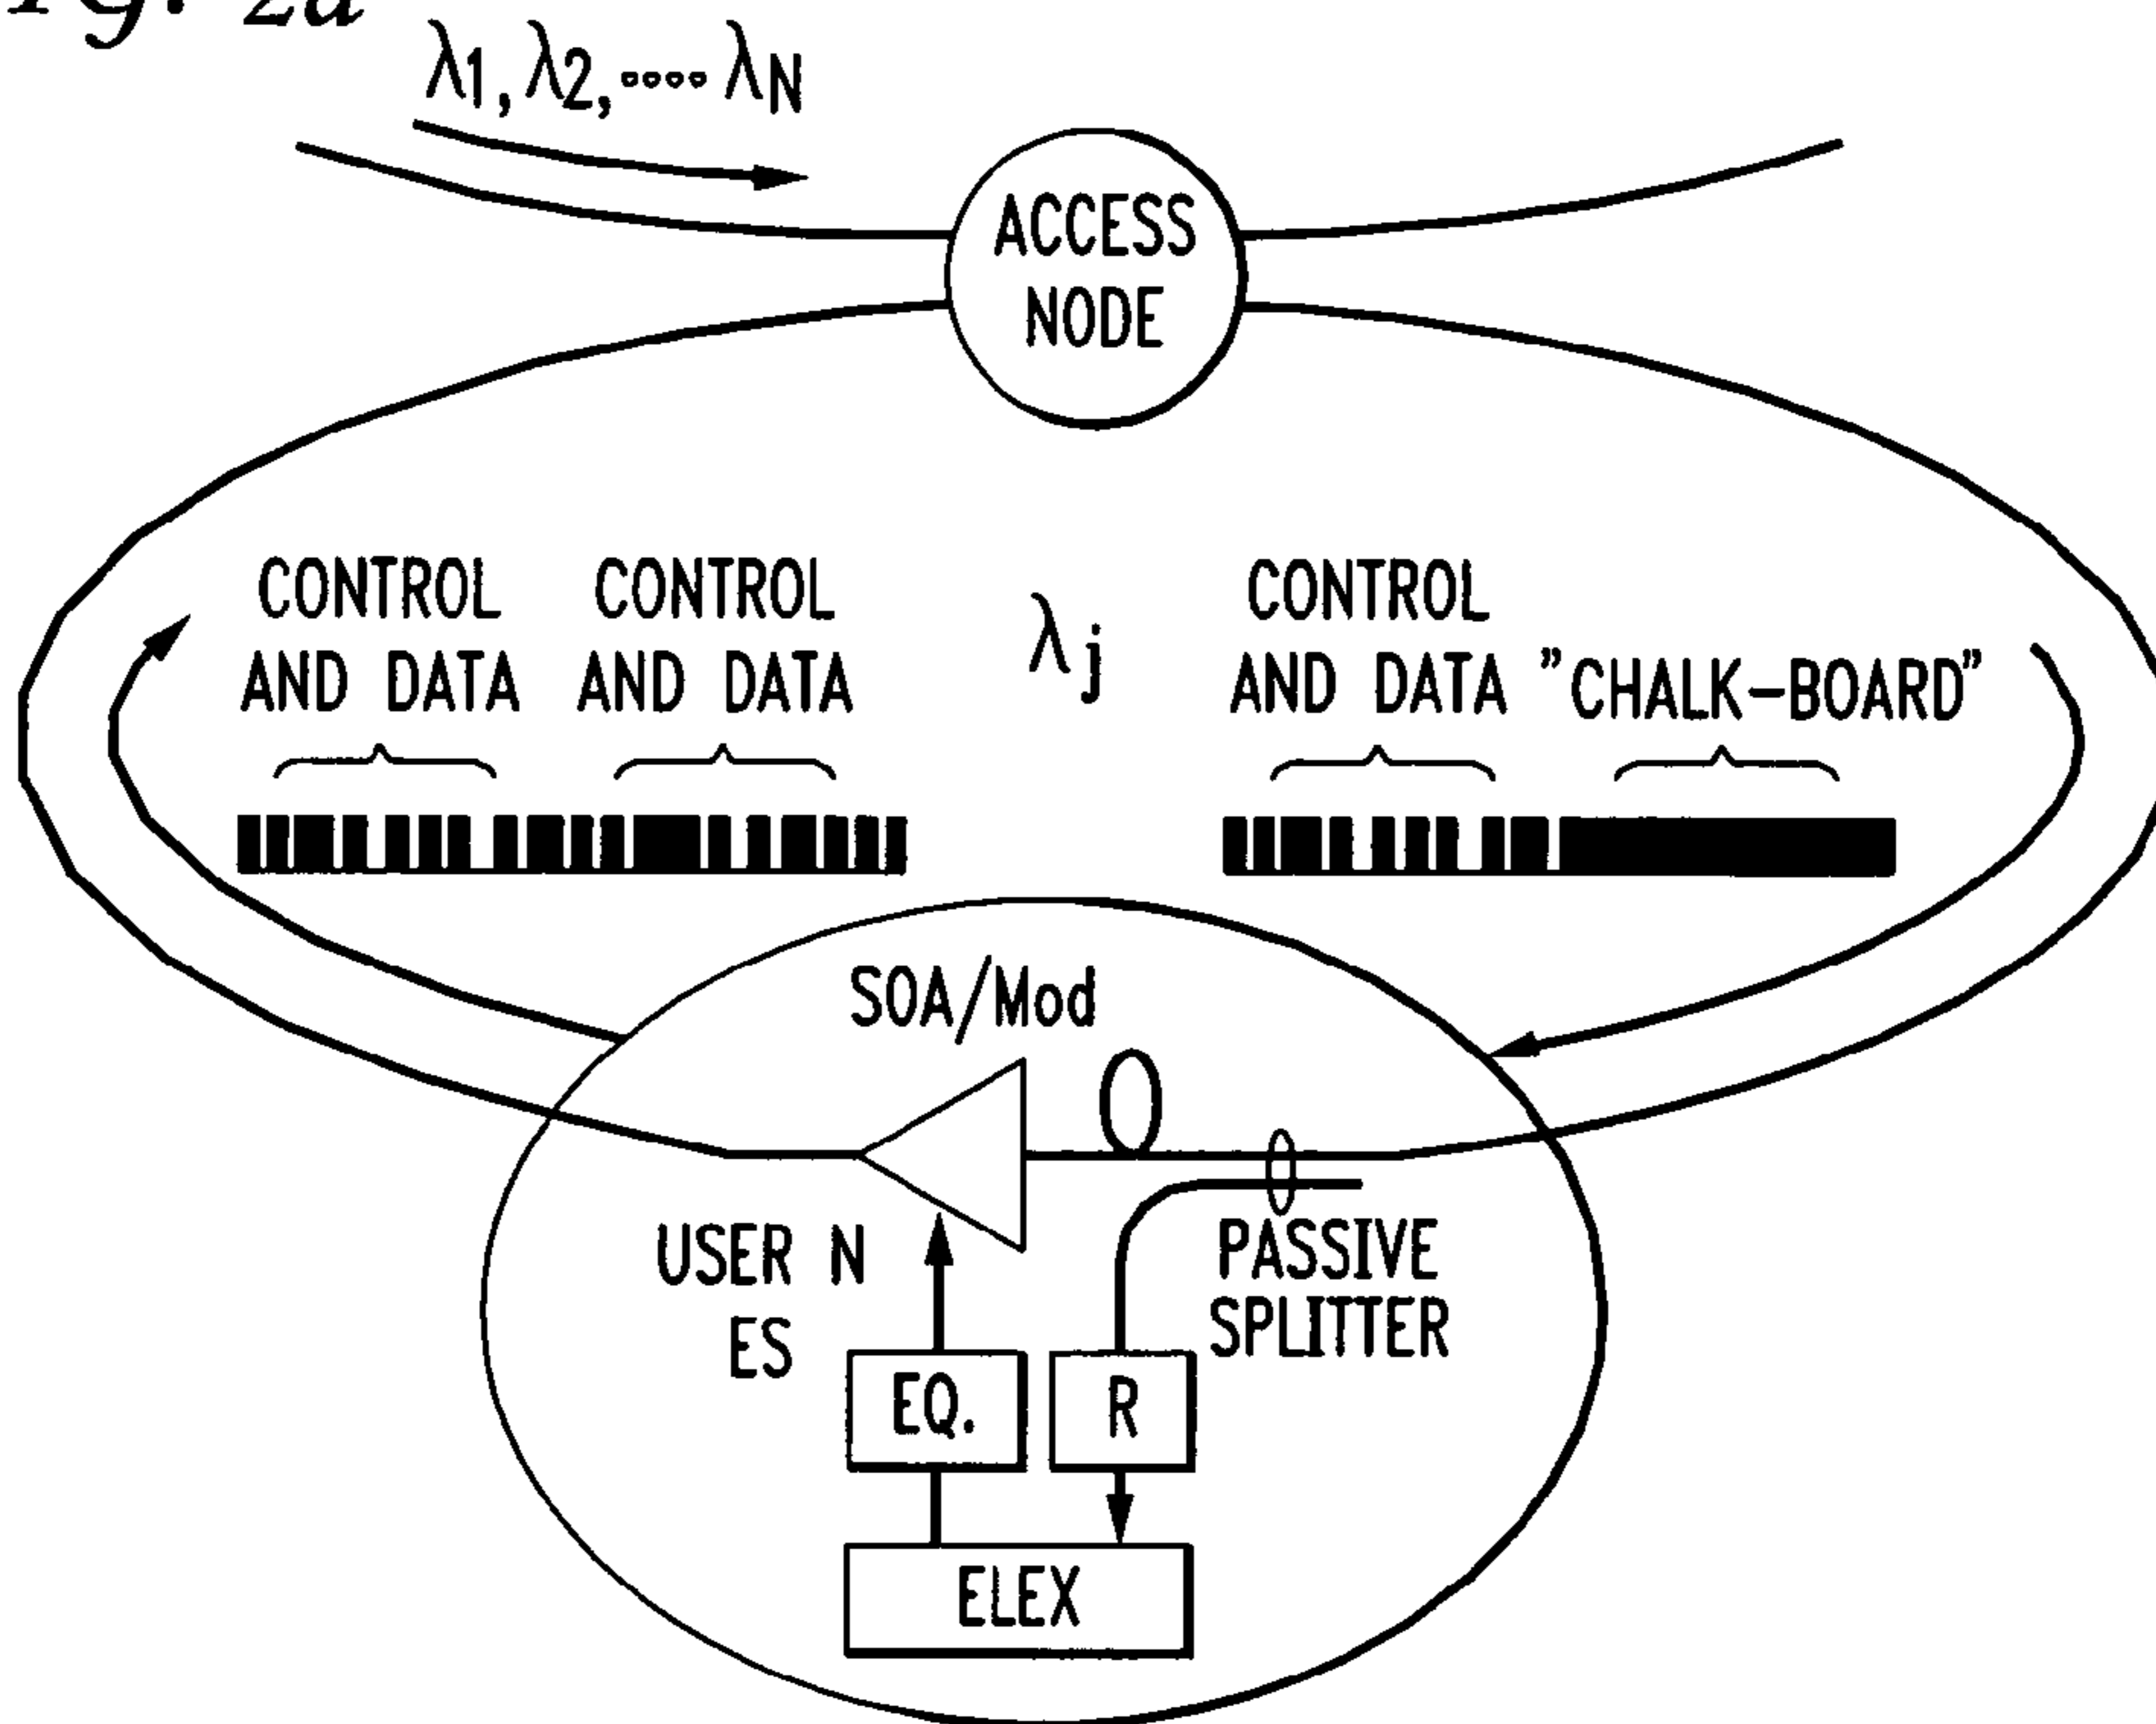 2a
λ1, λ2, .... λN
ACCESS
NODE
CONTROL
AND DATA
CONTROL
AND DATA
λj
CONTROL
AND DATA
"CHALK-BOARD"
SOA/Mod
USER N
ES
PASSIVE
SPLITTER
EQ.
R
ELEX